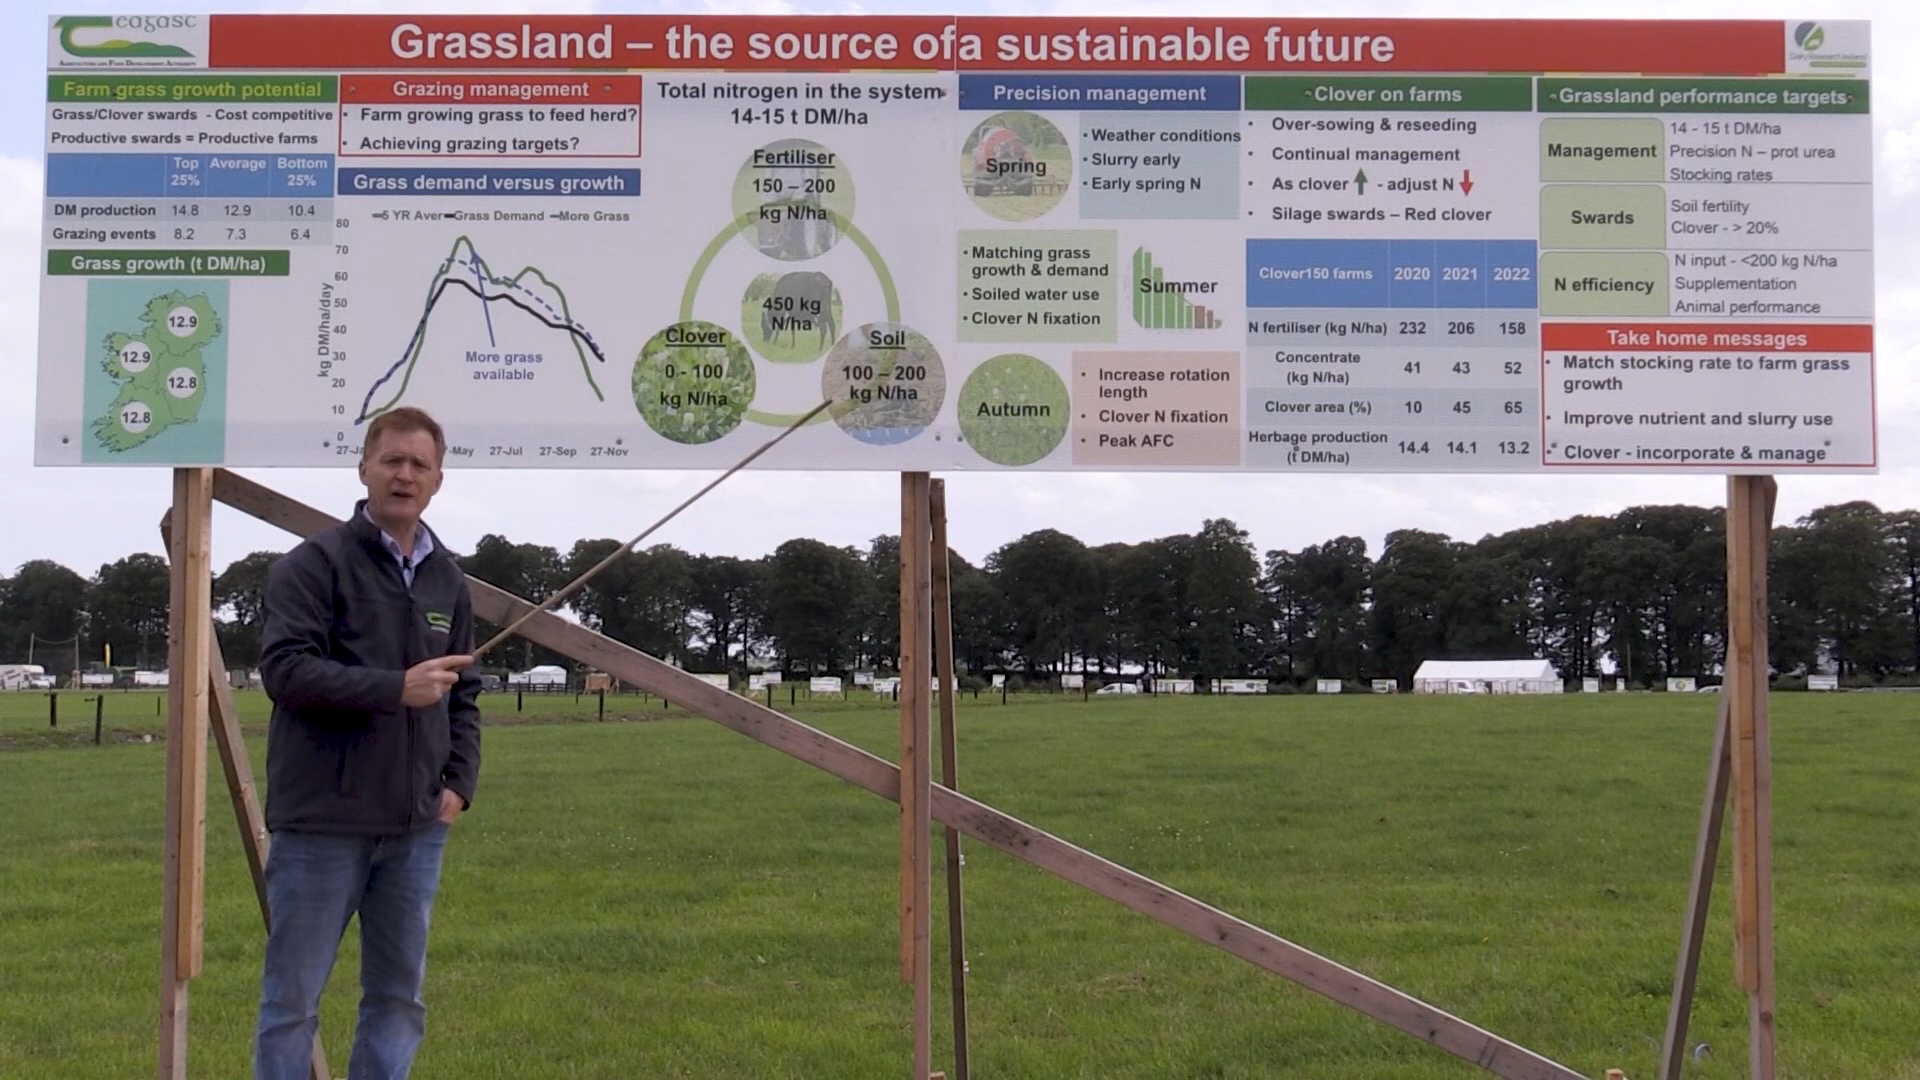 Teagasc
Agriculture and Food Development Authority
Grassland – the source of a sustainable future
Farm grass growth potential
Grass/Clover swards - Cost competitive
Productive swards = Productive farms
Top 25% Average Bottom 25%
DM production 14.8 12.9 10.4
Grazing events 8.2 7.3 6.4
Grass growth (t DM/ha)
12.9
12.9
12.8
12.8
Grazing management
• Farm growing grass to feed herd?
• Achieving grazing targets?
Grass demand versus growth
5 YR Aver Grass Demand More Grass
kg DM/ha/day
80
70
60
50
40
30
20
10
0
More grass
available
27-Ja -May 27-Jul 27-Sep 27-Nov
Total nitrogen in the system
14-15 t DM/ha
Fertiliser
150 – 200
kg N/ha
450 kg
N/ha
Clover
0 - 100
kg N/ha
Soil
100 – 200
kg N/ha
Precision management
Spring
• Weather conditions
• Slurry early
• Early spring N
• Matching grass
growth & demand
• Soiled water use
• Clover N fixation
Summer
Autumn
• Increase rotation
length
• Clover N fixation
• Peak AFC
Clover on farms
• Over-sowing & reseeding
• Continual management
• As clover ↑ - adjust N ↓
• Silage swards – Red clover
Clover150 farms 2020 2021 2022
N fertiliser (kg N/ha) 232 206 158
Concentrate
(kg N/ha) 41 43 52
Clover area (%) 10 45 65
Herbage production
(t DM/ha) 14.4 14.1 13.2
Grassland performance targets
Management
14 - 15 t DM/ha
Precision N – prot urea
Stocking rates
Swards
Soil fertility
Clover - > 20%
N efficiency
N input - <200 kg N/ha
Supplementation
Animal performance
Take home messages
• Match stocking rate to farm grass
growth
• Improve nutrient and slurry use
• Clover - incorporate & manage